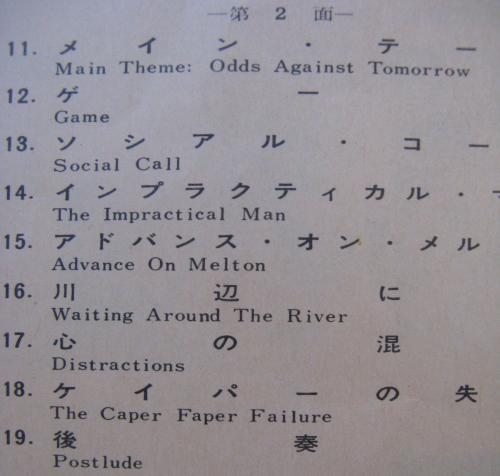 —第 2 面—
11. メイン・テー
Main Theme: Odds Against Tomorrow
12. ゲー
Game
13. ソシアル・コー
Social Call
14. インプラクティカル・
The Impractical Man
15. アドバンス・オン・メル
Advance On Melton
16. 川辺に
Waiting Around The River
17. 心の混
Distractions
18. ケイパーの失
The Caper Faper Failure
19. 後奏
Postlude